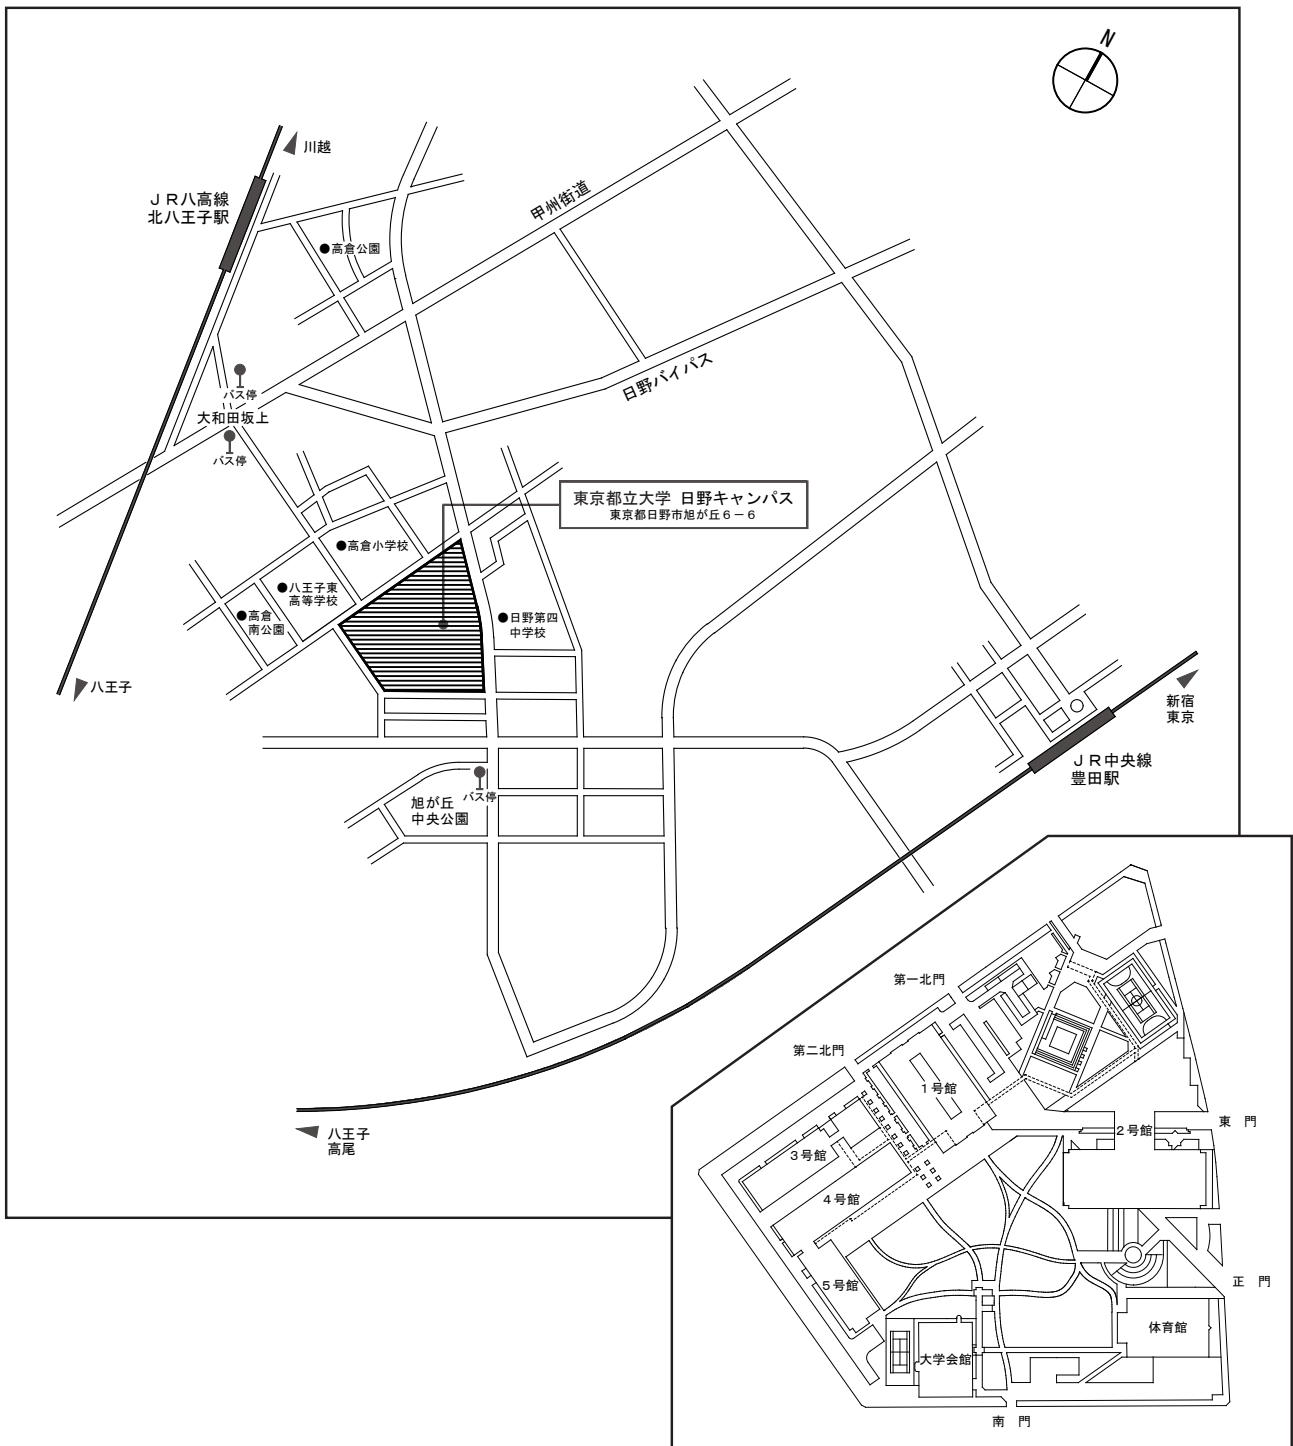 N
川越
ＪＲ八高線
北八王子駅
●高倉公園
甲州街道
日野バイパス
バス停
大和田坂上
バス停
東京都立大学 日野キャンパス
東京都日野市旭が丘６－６
●高倉小学校
●八王子東
高等学校
●高倉
南公園
●日野第四
中学校
八王子
新宿
東京
ＪＲ中央線
豊田駅
バス停
旭が丘
中央公園
八王子
高尾
第一北門
第二北門
１号館
２号館
東 門
３号館
４号館
５号館
正 門
体育館
大学会館
南 門